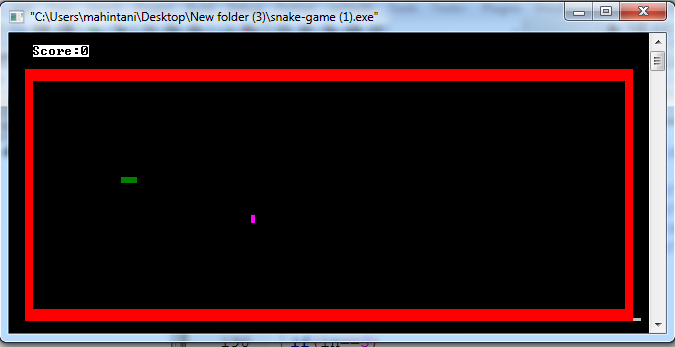 "C:\Users\mahintani\Desktop\New folder (3)\snake-game (1).exe"
Score:0